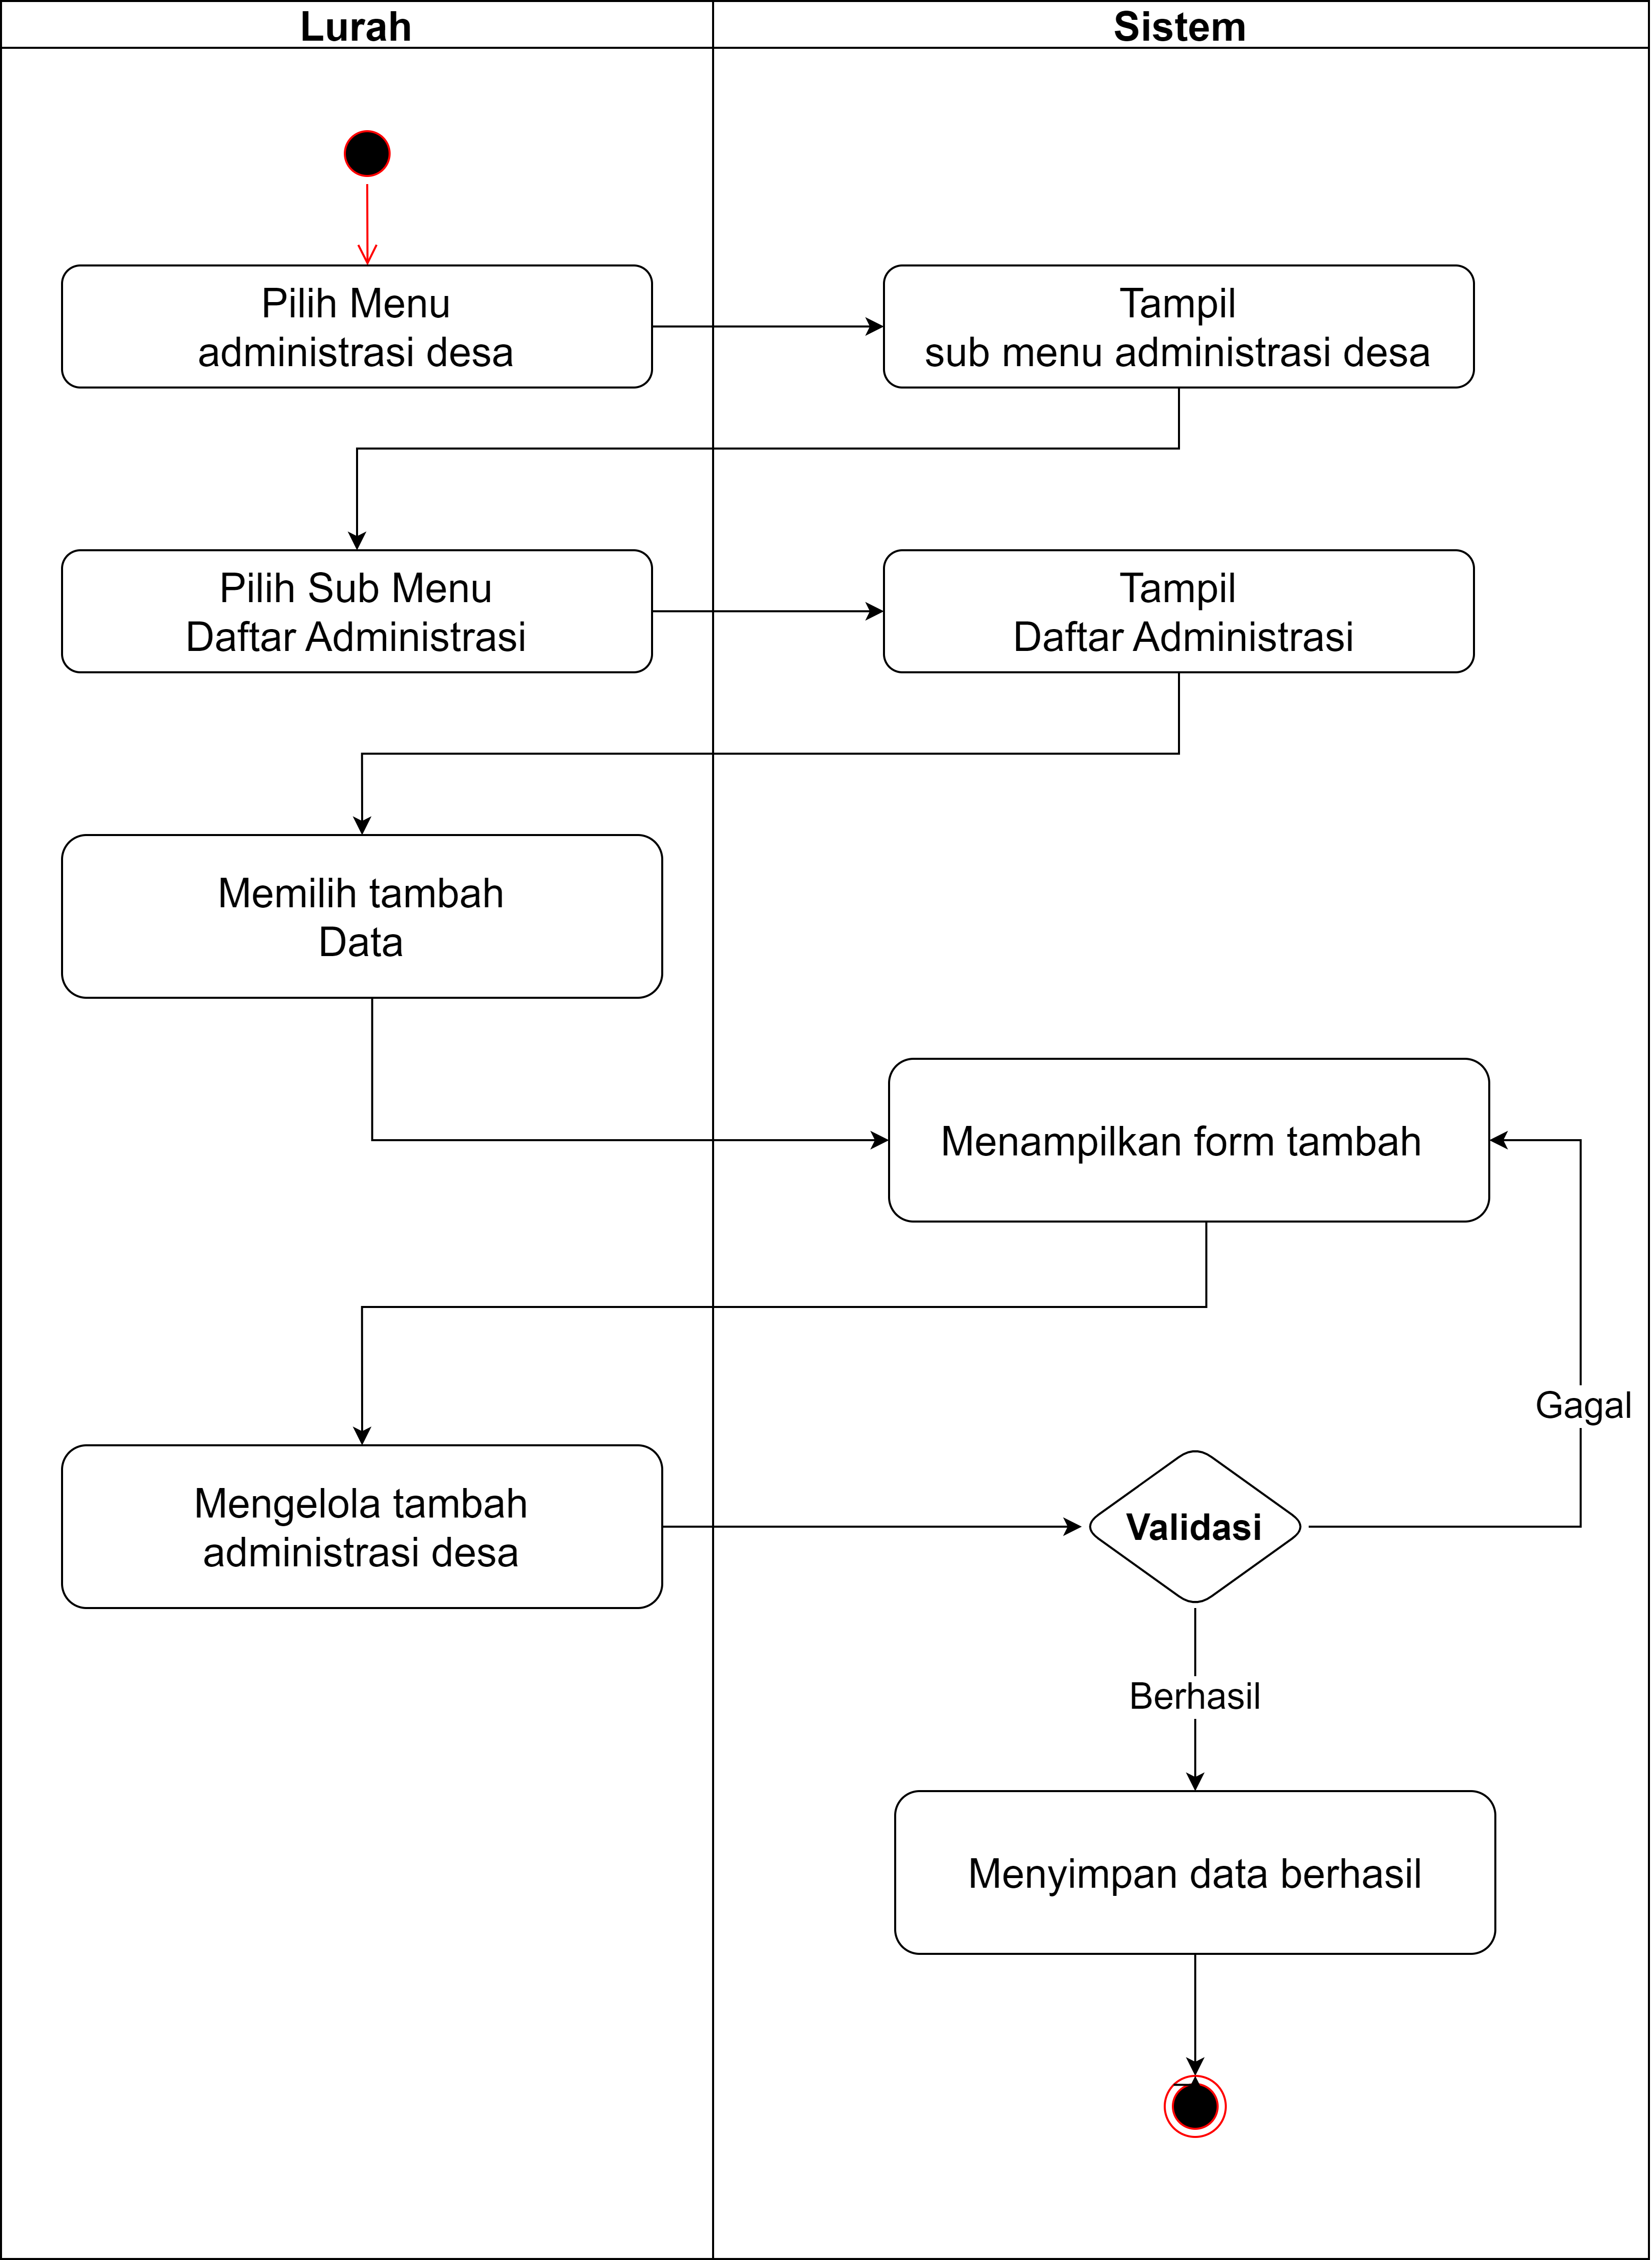 Lurah
Sistem
Pilih Menu
administrasi desa
Tampil
sub menu administrasi desa
Pilih Sub Menu
Daftar Administrasi
Tampil
Daftar Administrasi
Memilih tambah
Data
Menampilkan form tambah
Gagal
Mengelola tambah
administrasi desa
Validasi
Berhasil
Menyimpan data berhasil